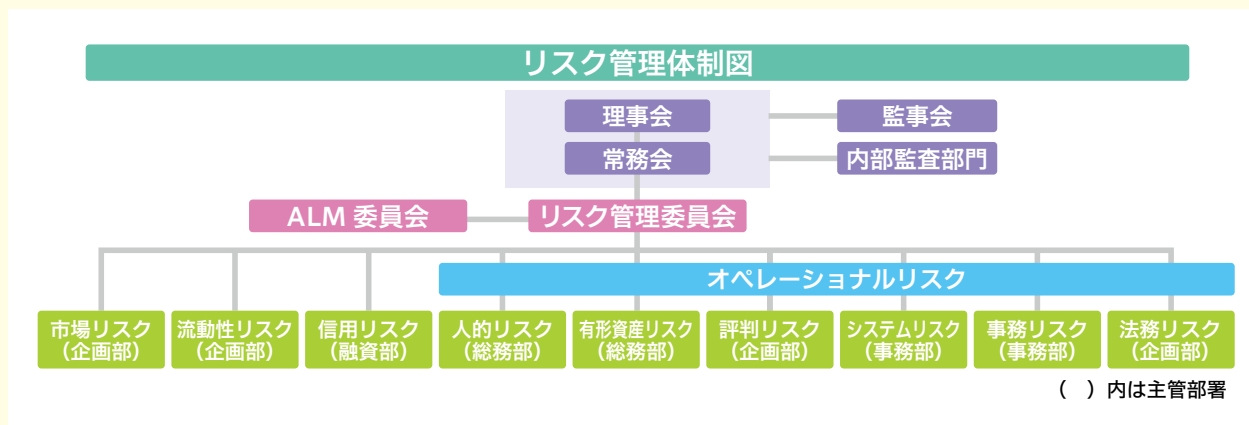 リスク管理体制図
理事会
監事会
常務会
内部監査部門
ALM 委員会
リスク管理委員会
オペレーショナルリスク
市場リスク
(企画部)
流動性リスク
(企画部)
信用リスク
(融資部)
人的リスク
(総務部)
有形資産リスク
(総務部)
評判リスク
(企画部)
システムリスク
(事務部)
事務リスク
(事務部)
法務リスク
(企画部)
(　)内は主管部署